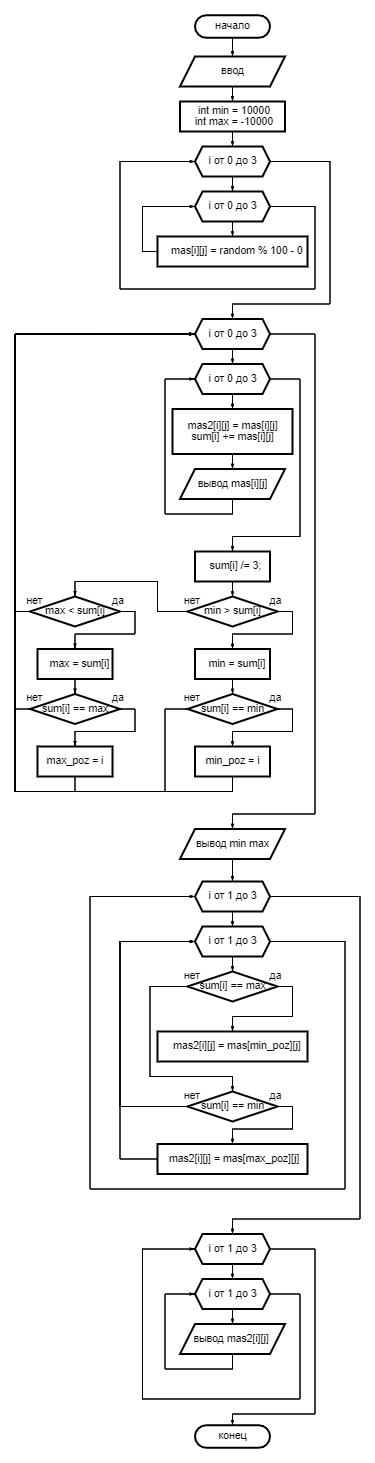 начало
ввод
int min = 10000
int max = -10000
i от 0 до 3
i от 0 до 3
mas[i][j] = random % 100 - 0
i от 0 до 3
i от 0 до 3
mas2[i][j] = mas[i][j]
sum[i] += mas[i][j]
вывод mas[i][j]
sum[i] /= 3;
нет
max < sum[i]
да
нет
min > sum[i]
да
max = sum[i]
min = sum[i]
нет
sum[i] == max
да
нет
sum[i] == min
да
max_poz = i
min_poz = i
вывод min max
i от 1 до 3
i от 1 до 3
нет
sum[i] == max
да
mas2[i][j] = mas[min_poz][j]
нет
sum[i] == min
да
mas2[i][j] = mas[max_poz][j]
i от 1 до 3
i от 1 до 3
вывод mas2[i][j]
конец